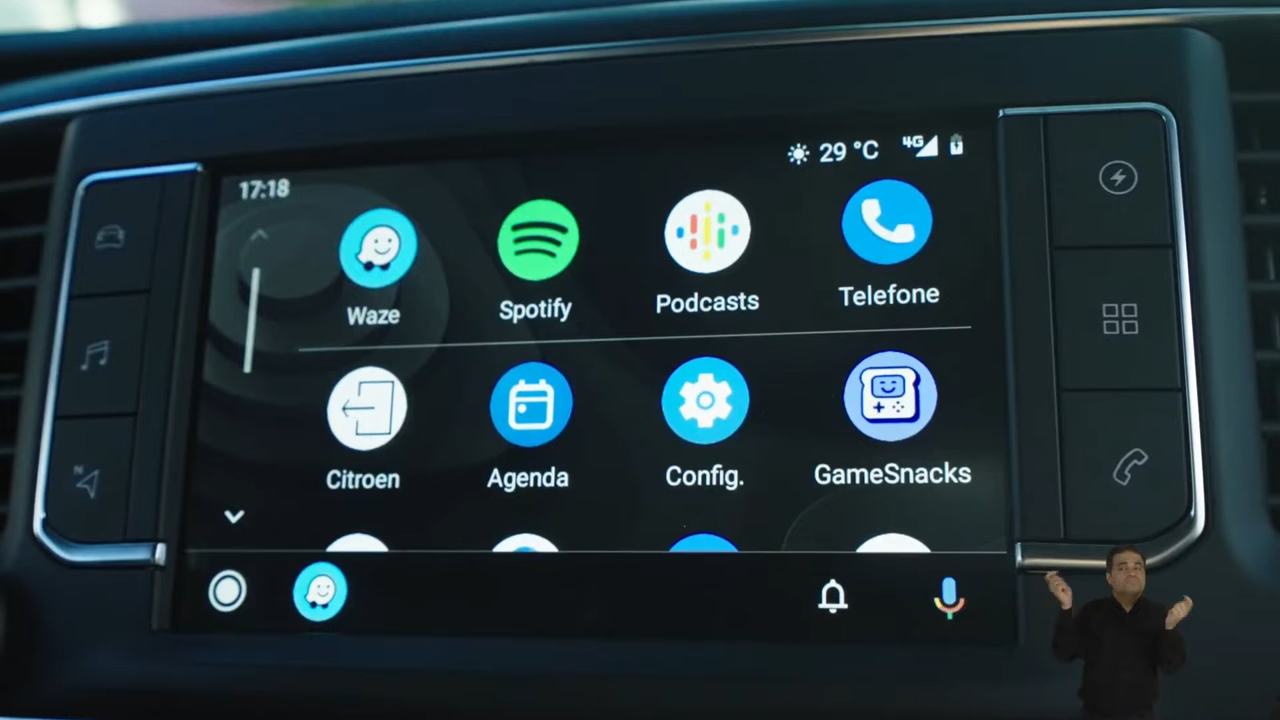 17:18
29 °C 4G
Waze
Spotify
Podcasts
Telefone
Citroen
Agenda
Config.
GameSnacks
N